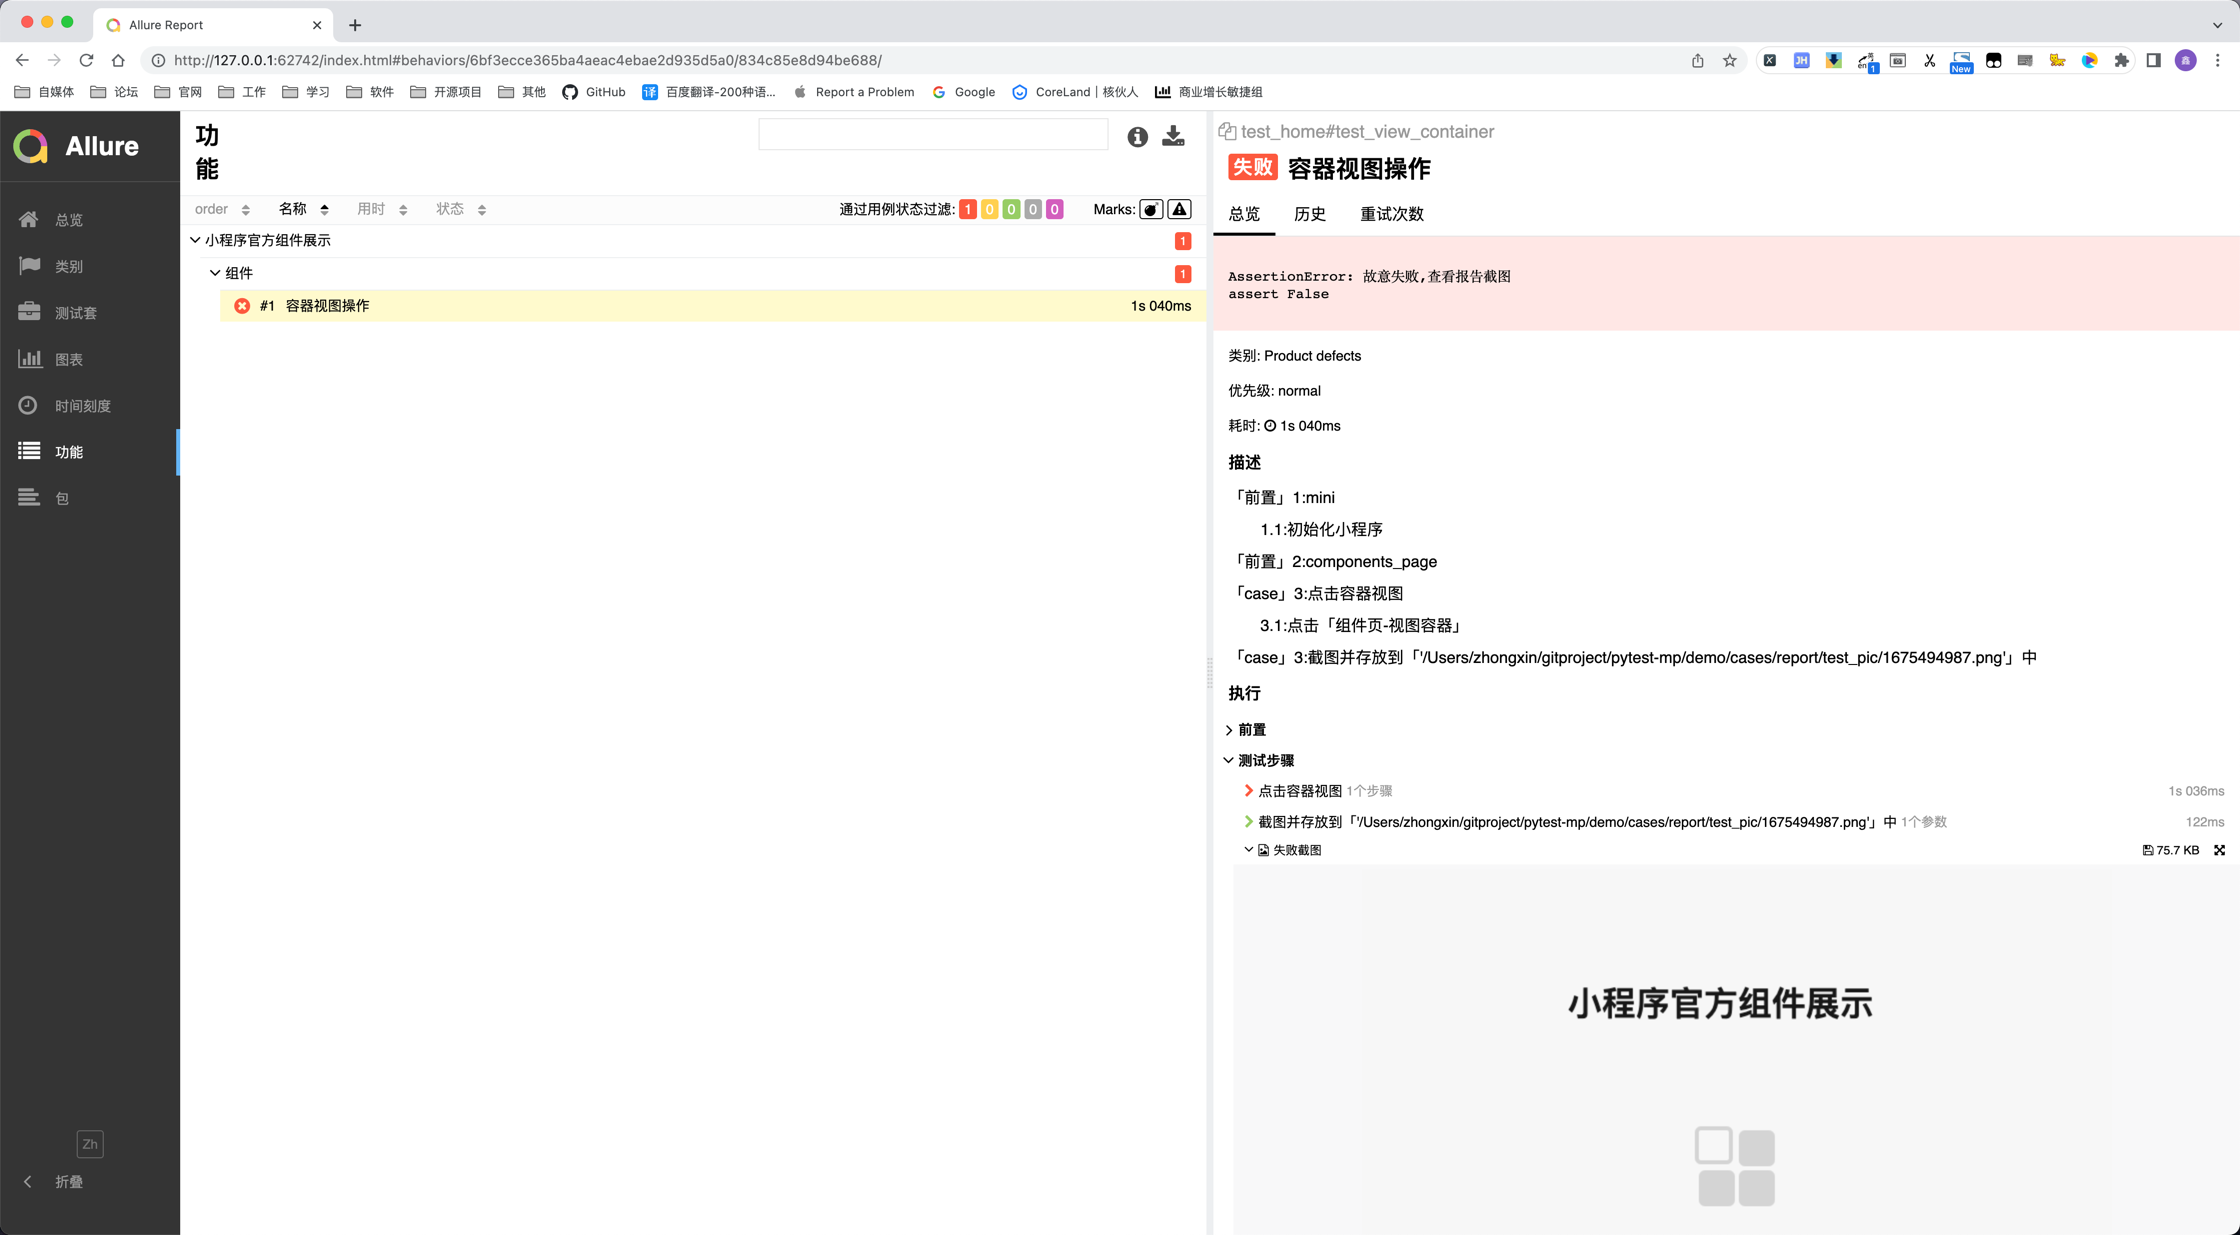 Allure Report
http://127.0.0.1:62742/index.html#behaviors/6bf3ecce365ba4aeac4ebae2d935d5a0/834c85e8d94be688/
JH
1
New
鑫
自媒体 论坛 官网 工作 学习 软件 开源项目 其他 GitHub 译 百度翻译-200种语... Report a Problem Google CoreLand｜核伙人 商业增长敏捷组
Allure
总览
类别
测试套
图表
时间刻度
功能
包
Zh
折叠
功
能
order 名称 用时 状态 通过用例状态过滤: 1 0 0 0 0 Marks:
小程序官方组件展示 1
组件 1
#1 容器视图操作 1s 040ms
test_home#test_view_container
失败 容器视图操作
总览 历史 重试次数
AssertionError: 故意失败,查看报告截图
assert False
类别: Product defects
优先级: normal
耗时: 1s 040ms
描述
「前置」1:mini
1.1:初始化小程序
「前置」2:components_page
「case」3:点击容器视图
3.1:点击「组件页-视图容器」
「case」3:截图并存放到「'/Users/zhongxin/gitproject/pytest-mp/demo/cases/report/test_pic/1675494987.png'」中
执行
前置
测试步骤
点击容器视图 1个步骤 1s 036ms
截图并存放到「'/Users/zhongxin/gitproject/pytest-mp/demo/cases/report/test_pic/1675494987.png'」中 1个参数 122ms
失败截图 75.7 KB
小程序官方组件展示